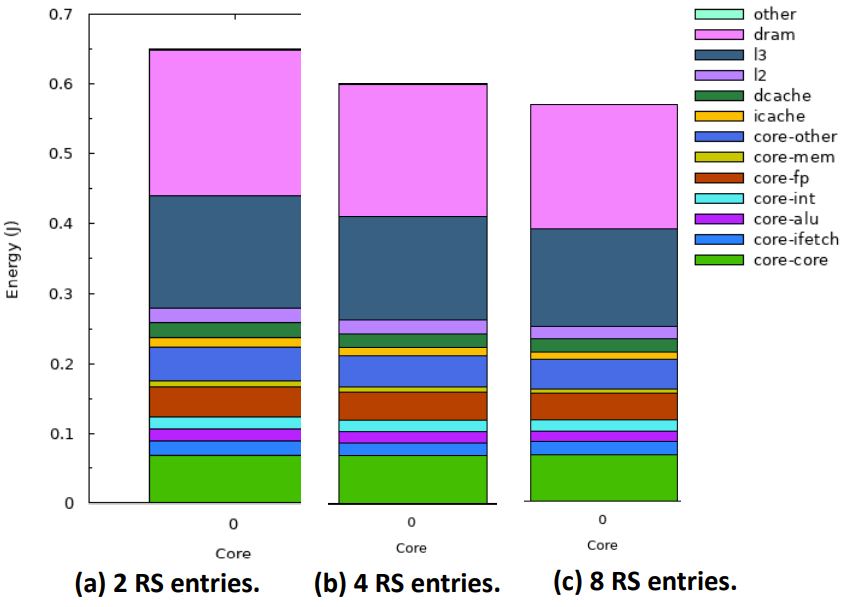 0.7
0.6
0.5
0.4
0.3
0.2
0.1
0
Energy (J)
0
Core
0
Core
0
Core
other
dram
l3
l2
dcache
icache
core-other
core-mem
core-fp
core-int
core-alu
core-ifetch
core-core
(a) 2 RS entries.
(b) 4 RS entries.
(c) 8 RS entries.